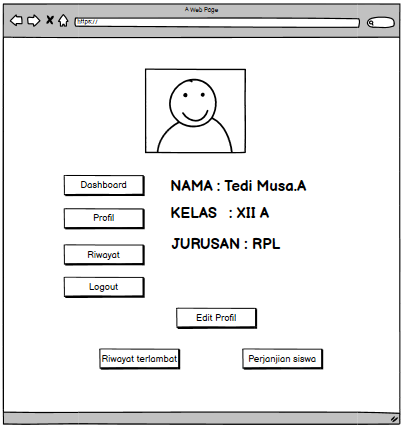 A Web Page
https://
Dashboard
NAMA : Tedi Musa.A
Profil
KELAS : XII A
Riwayat
JURUSAN : RPL
Logout
Edit Profil
Riwayat terlambat
Perjanjian siswa